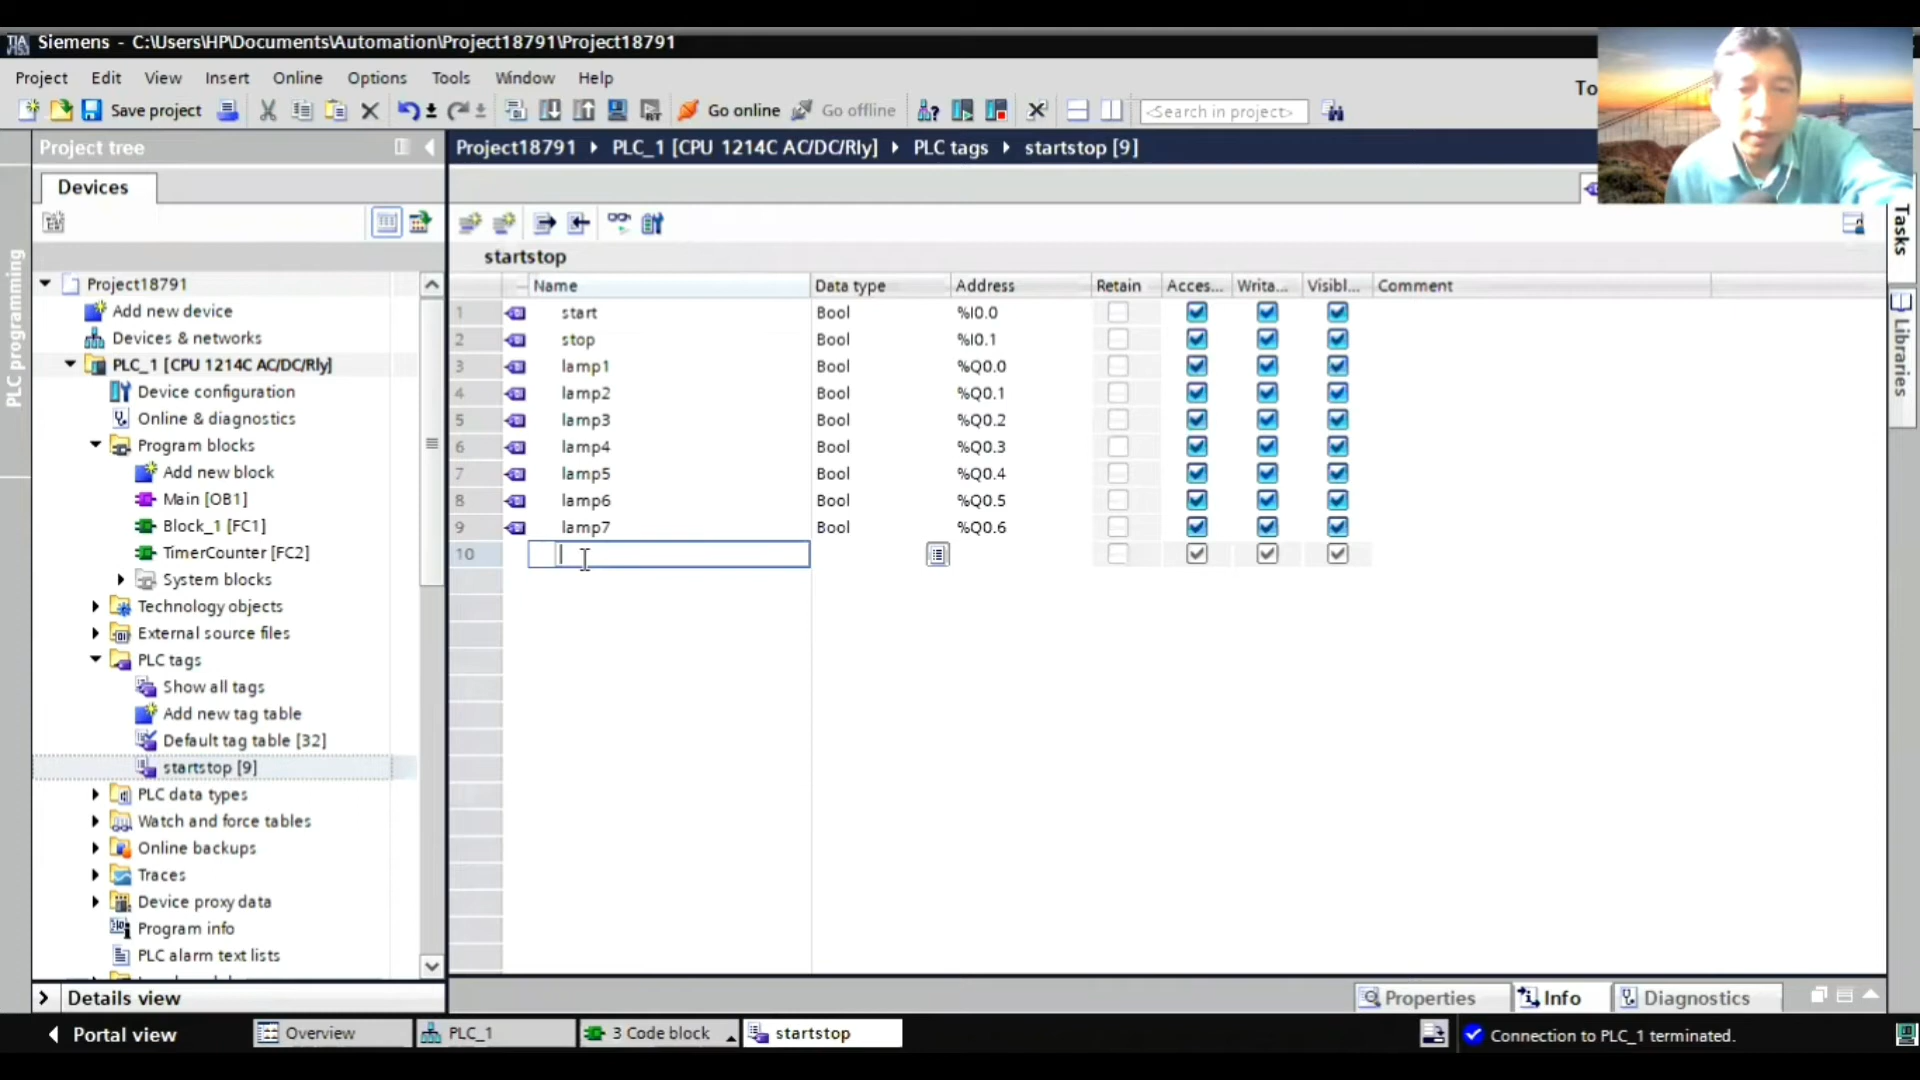 Siemens - C:\Users\HP\Documents\Automation\Project18791\Project18791
Project Edit View Insert Online Options Tools Window Help
To
Save project Go online Go offline <Search in project>
Project tree
Project18791 PLC_1 [CPU 1214C AC/DC/Rly] PLC tags startstop [9]
Devices
PLC programming
Tasks
Libraries
startstop
Name Data type Address Retain Acces... Writa... Visibl... Comment
1 start Bool %I0.0
2 stop Bool %I0.1
3 lamp1 Bool %Q0.0
4 lamp2 Bool %Q0.1
5 lamp3 Bool %Q0.2
6 lamp4 Bool %Q0.3
7 lamp5 Bool %Q0.4
8 lamp6 Bool %Q0.5
9 lamp7 Bool %Q0.6
10
Project18791
Add new device
Devices & networks
PLC_1 [CPU 1214C AC/DC/Rly]
Device configuration
Online & diagnostics
Program blocks
Add new block
Main [OB1]
Block_1 [FC1]
TimerCounter [FC2]
System blocks
Technology objects
External source files
PLC tags
Show all tags
Add new tag table
Default tag table [32]
startstop [9]
PLC data types
Watch and force tables
Online backups
Traces
Device proxy data
Program info
PLC alarm text lists
Details view
Properties Info Diagnostics
Portal view Overview PLC_1 3 Code block startstop Connection to PLC_1 terminated.